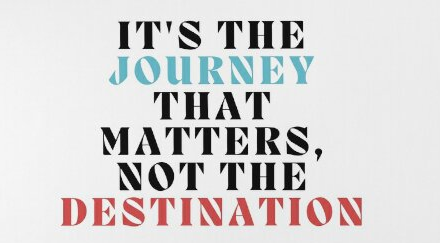 IT'S THE
JOURNEY
THAT
MATTERS,
NOT THE
DESTINATION